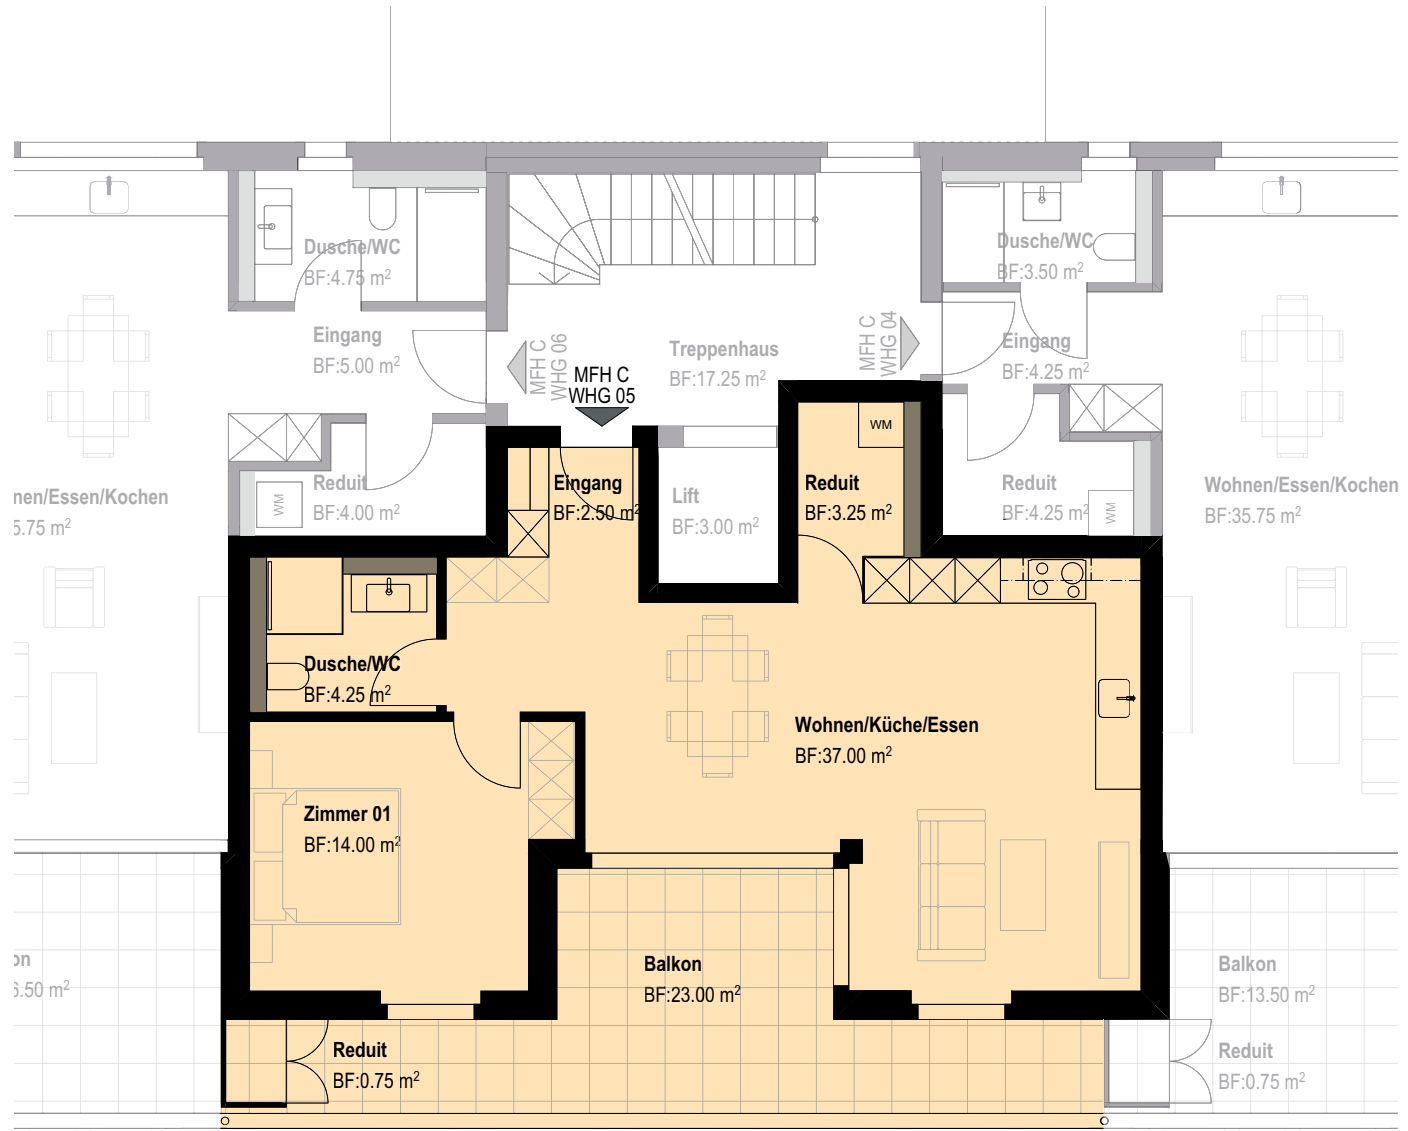 Dusche/WC
BF:4.75 m²
Dusche/WC
BF:3.50 m²
Eingang
BF:5.00 m²
MFH C
WHG 06
Treppenhaus
BF:17.25 m²
MFH C
WHG 04
Eingang
BF:4.25 m²
MFH C
WHG 05
WM
Reduit
BF:4.00 m²
WM
Eingang
BF:2.50 m²
Lift
BF:3.00 m²
Reduit
BF:3.25 m²
Reduit
BF:4.25 m²
WM
nen/Essen/Kochen
5.75 m²
Wohnen/Essen/Kochen
BF:35.75 m²
Dusche/WC
BF:4.25 m²
Wohnen/Küche/Essen
BF:37.00 m²
Zimmer 01
BF:14.00 m²
on
6.50 m²
Balkon
BF:23.00 m²
Balkon
BF:13.50 m²
Reduit
BF:0.75 m²
Reduit
BF:0.75 m²